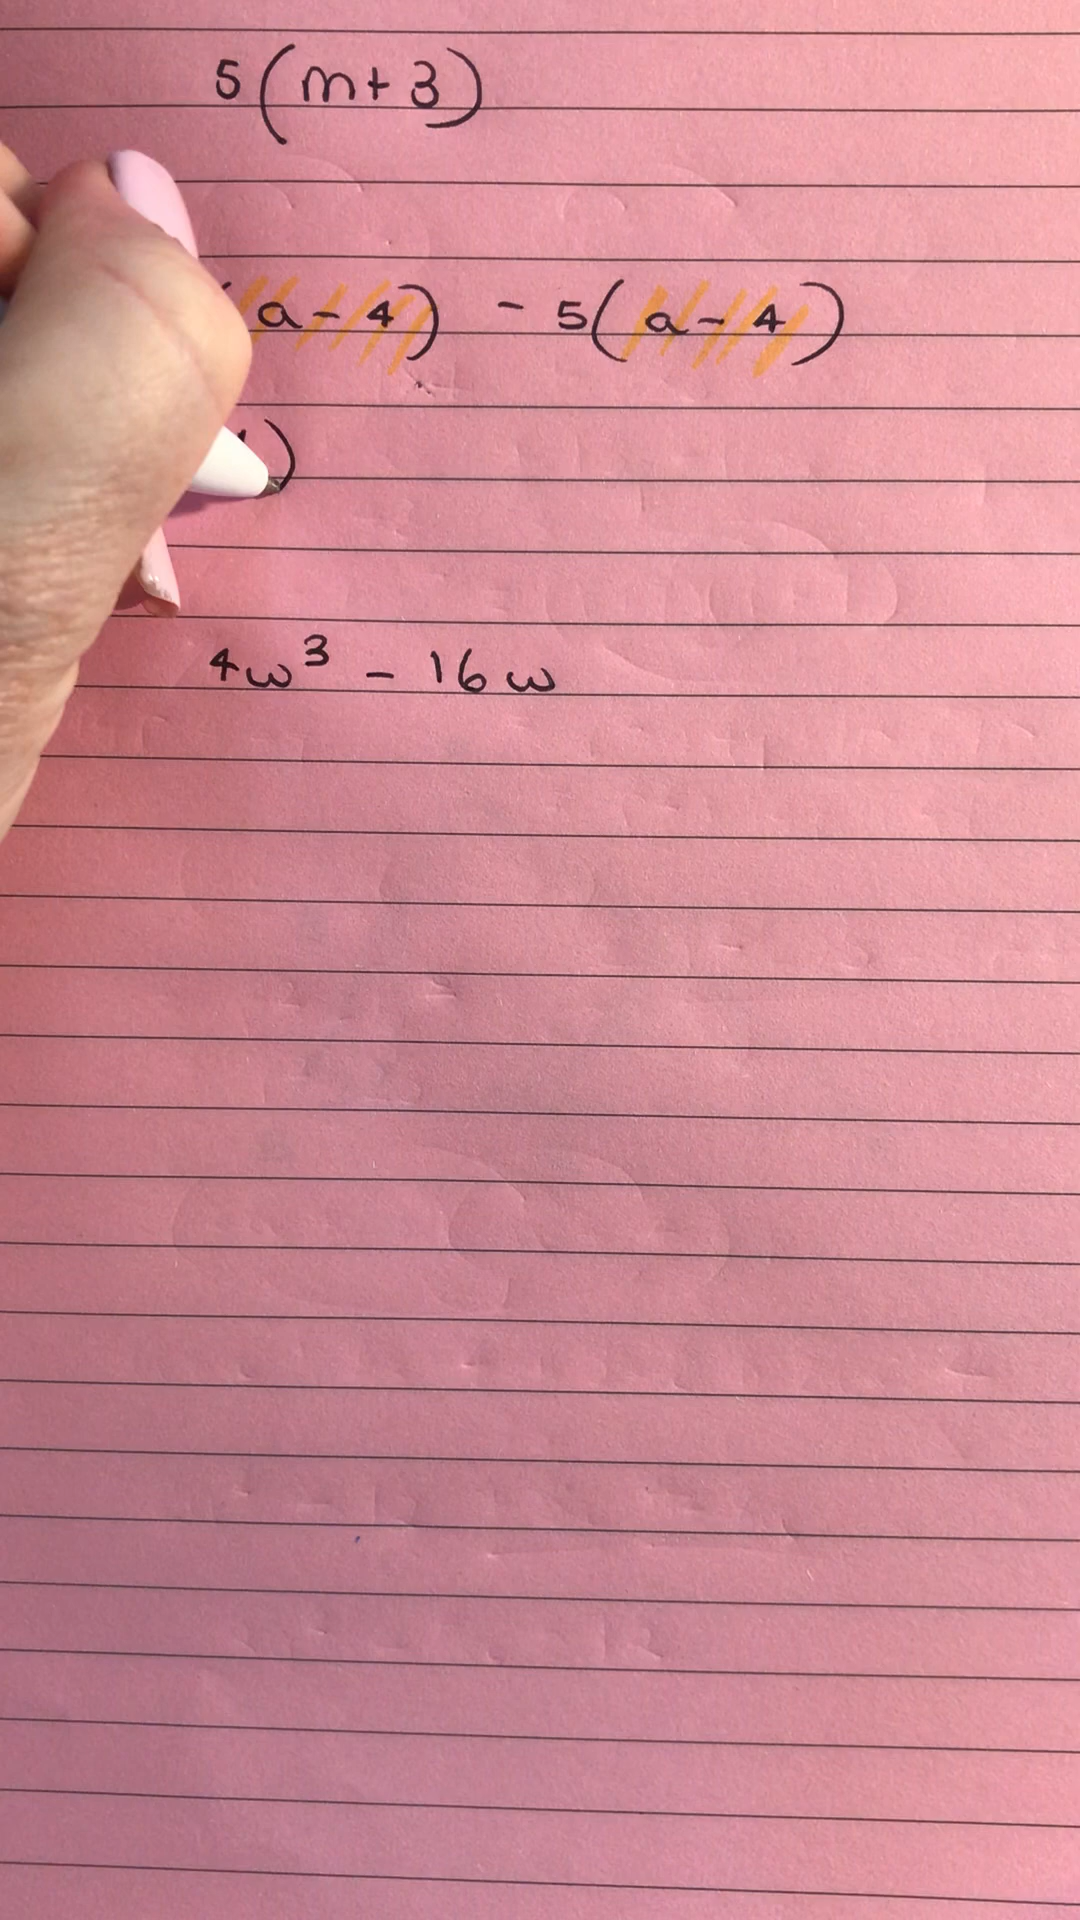 5(m+3)
(a-4) - 5(a-4)
)
4w³ - 16w